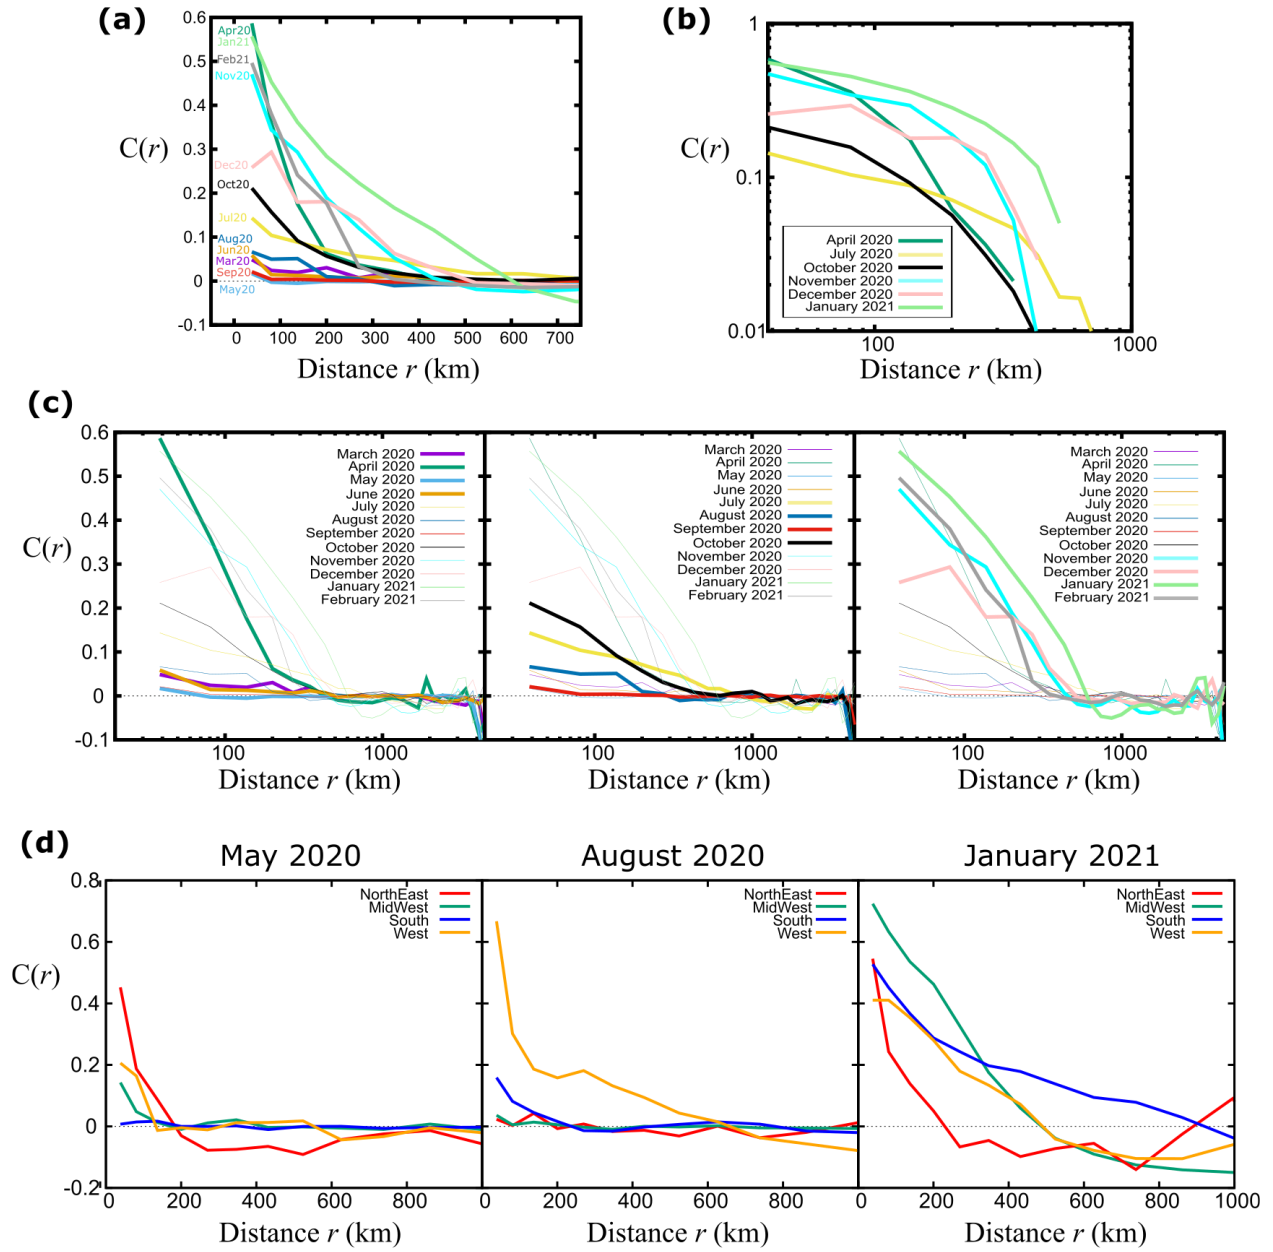 (a)
0.6
0.5
0.4
0.3
0.2
0.1
0
-0.1
C(r)
Apr20
Jan21
Feb21
Nov20
Dec20
Oct20
Jul20
Aug20
Jun20
Mar20
Sep20
May20
0 100 200 300 400 500 600 700
Distance r (km)
(b)
1
0.1
0.01
C(r)
April 2020
July 2020
October 2020
November 2020
December 2020
January 2021
100 1000
Distance r (km)
(c)
0.6
0.5
0.4
0.3
0.2
0.1
0
-0.1
C(r)
March 2020
April 2020
May 2020
June 2020
July 2020
August 2020
September 2020
October 2020
November 2020
December 2020
January 2021
February 2021
100 1000
Distance r (km)
March 2020
April 2020
May 2020
June 2020
July 2020
August 2020
September 2020
October 2020
November 2020
December 2020
January 2021
February 2021
100 1000
Distance r (km)
March 2020
April 2020
May 2020
June 2020
July 2020
August 2020
September 2020
October 2020
November 2020
December 2020
January 2021
February 2021
100 1000
Distance r (km)
(d)
May 2020
0.8
0.6
0.4
0.2
0
-0.2
C(r)
NorthEast
MidWest
South
West
0 200 400 600 800
Distance r (km)
August 2020
NorthEast
MidWest
South
West
0 200 400 600 800
Distance r (km)
January 2021
NorthEast
MidWest
South
West
0 200 400 600 800 1000
Distance r (km)